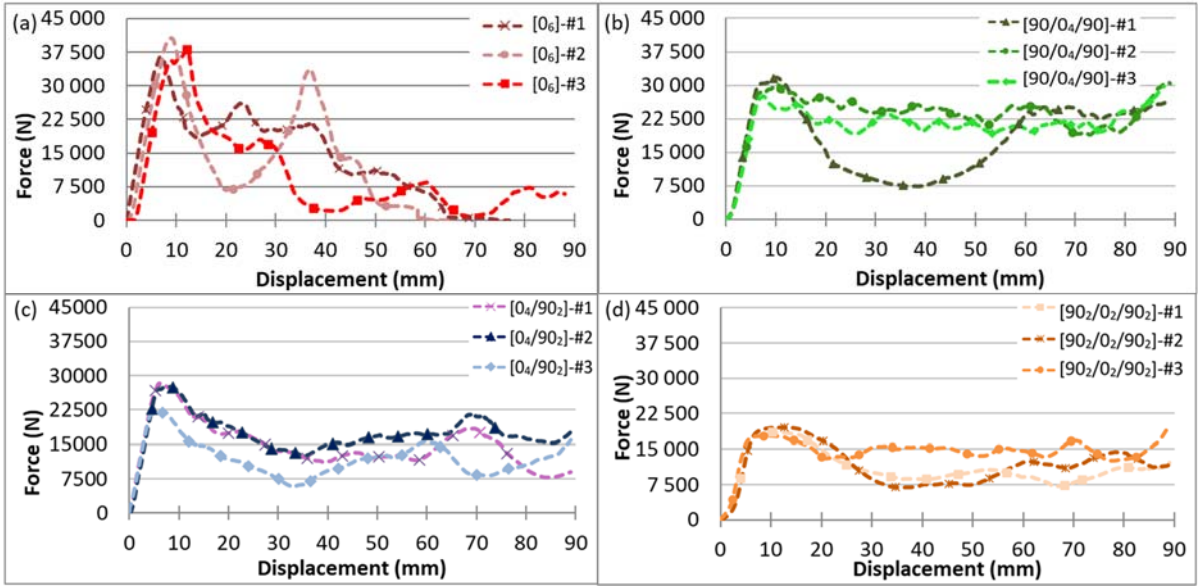 (a)
[0₆]-#1
[0₆]-#2
[0₆]-#3
45 000
37 500
30 000
22 500
15 000
7 500
0
Force (N)
0 10 20 30 40 50 60 70 80 90
Displacement (mm)
(b)
[90/0₄/90]-#1
[90/0₄/90]-#2
[90/0₄/90]-#3
45 000
37 500
30 000
22 500
15 000
7 500
0
Force (N)
0 10 20 30 40 50 60 70 80 90
Displacement (mm)
(c)
[0₄/90₂]-#1
[0₄/90₂]-#2
[0₄/90₂]-#3
45000
37500
30000
22500
15000
7500
0
Force (N)
0 10 20 30 40 50 60 70 80 90
Displacement (mm)
(d)
[90₂/0₂/90₂]-#1
[90₂/0₂/90₂]-#2
[90₂/0₂/90₂]-#3
45 000
37 500
30 000
22 500
15 000
7 500
0
Force (N)
0 10 20 30 40 50 60 70 80 90
Displacement (mm)